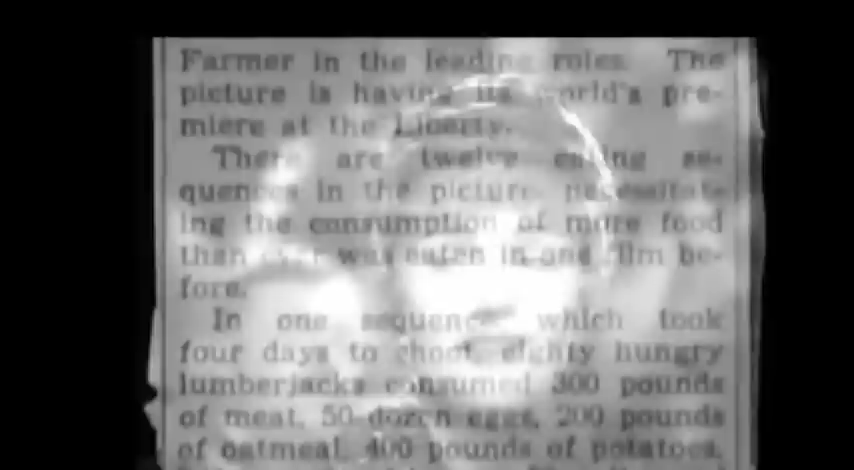 Farmer in the leading roles. The
picture is having its world's pre-
miere at the Liberty.
There are twelve eating se-
quences in the picture, necessitat-
ing the consumption of more food
than ever was eaten in one film be-
fore.
In one sequence, which took
four days to shoot, eighty hungry
lumberjacks consumed 300 pounds
of meat, 50 dozen eggs, 200 pounds
of oatmeal, 400 pounds of potatoes,